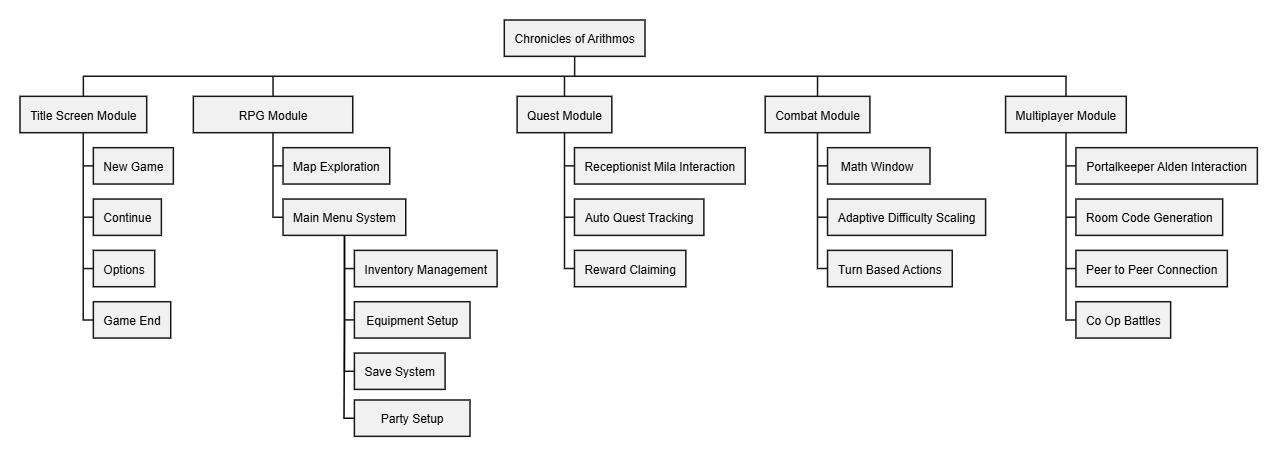 Chronicles of Arithmos
Title Screen Module
RPG Module
Quest Module
Combat Module
Multiplayer Module
New Game
Map Exploration
Receptionist Mila Interaction
Math Window
Portalkeeper Alden Interaction
Continue
Main Menu System
Auto Quest Tracking
Adaptive Difficulty Scaling
Room Code Generation
Options
Inventory Management
Reward Claiming
Turn Based Actions
Peer to Peer Connection
Game End
Equipment Setup
Co Op Battles
Save System
Party Setup